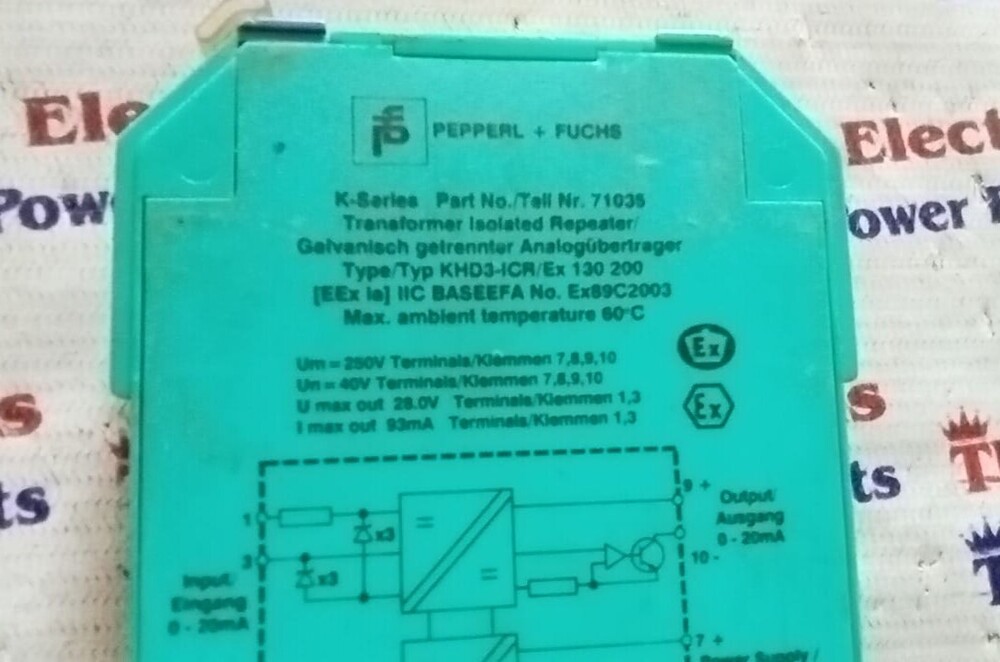 PEPPERL + FUCHS
K-Series Part No./Teil Nr. 71035
Transformer Isolated Repeater/
Galvanisch getrennter Analogübertrager
Type/Typ KHD3-ICR/Ex 130 200
[EEx ia] IIC BASEEFA No. Ex89C2003
Max. ambient temperature 60°C
Um = 250V Terminals/Klemmen 7,8,9,10
Un = 40V Terminals/Klemmen 7,8,9,10
U max out 28.0V Terminals/Klemmen 1,3
I max out 93mA Terminals/Klemmen 1,3
Ex
Ex
9 +
Output/
Ausgang
0 - 20mA
10 -
1
x3
3
x3
Input/
Eingang
0 - 20mA
7 +
Power Supply /
Elect
ower
ts